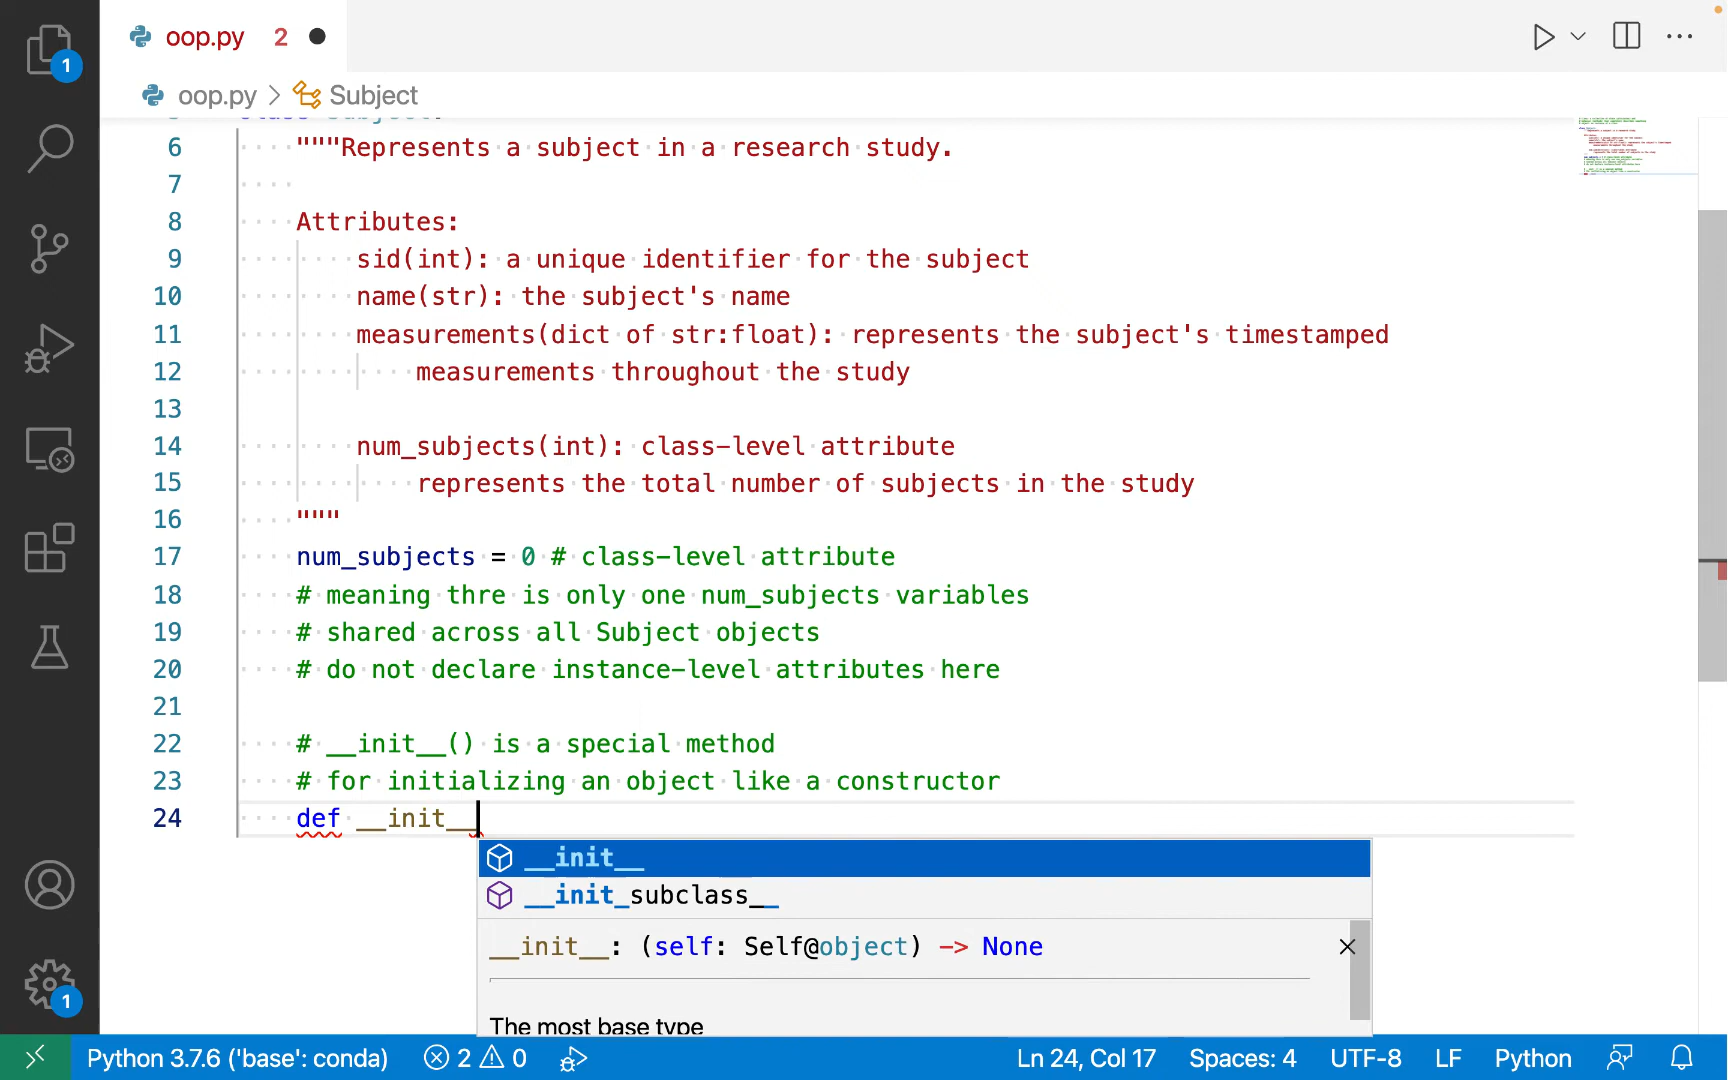 1
oop.py 2
oop.py > Subject
class Subject:
6 """Represents a subject in a research study.
7
8 Attributes:
9 sid(int): a unique identifier for the subject
10 name(str): the subject's name
11 measurements(dict of str:float): represents the subject's timestamped
12 measurements throughout the study
13
14 num_subjects(int): class-level attribute
15 represents the total number of subjects in the study
16 """
17 num_subjects = 0 # class-level attribute
18 # meaning thre is only one num_subjects variables
19 # shared across all Subject objects
20 # do not declare instance-level attributes here
21
22 # __init__() is a special method
23 # for initializing an object like a constructor
24 def __init__
__init__
__init_subclass__
__init__: (self: Self@object) -> None
The most base type
1
Python 3.7.6 ('base': conda) 2 0 Ln 24, Col 17 Spaces: 4 UTF-8 LF Python